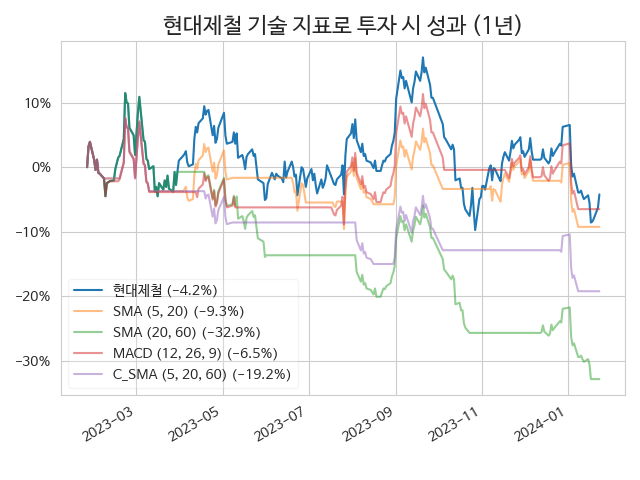 현대제철 기술 지표로 투자 시 성과 (1년)
10%
0%
−10%
−20%
−30%
현대제철 (−4.2%)
SMA (5, 20) (−9.3%)
SMA (20, 60) (−32.9%)
MACD (12, 26, 9) (−6.5%)
C_SMA (5, 20, 60) (−19.2%)
2023−03
2023−05
2023−07
2023−09
2023−11
2024−01